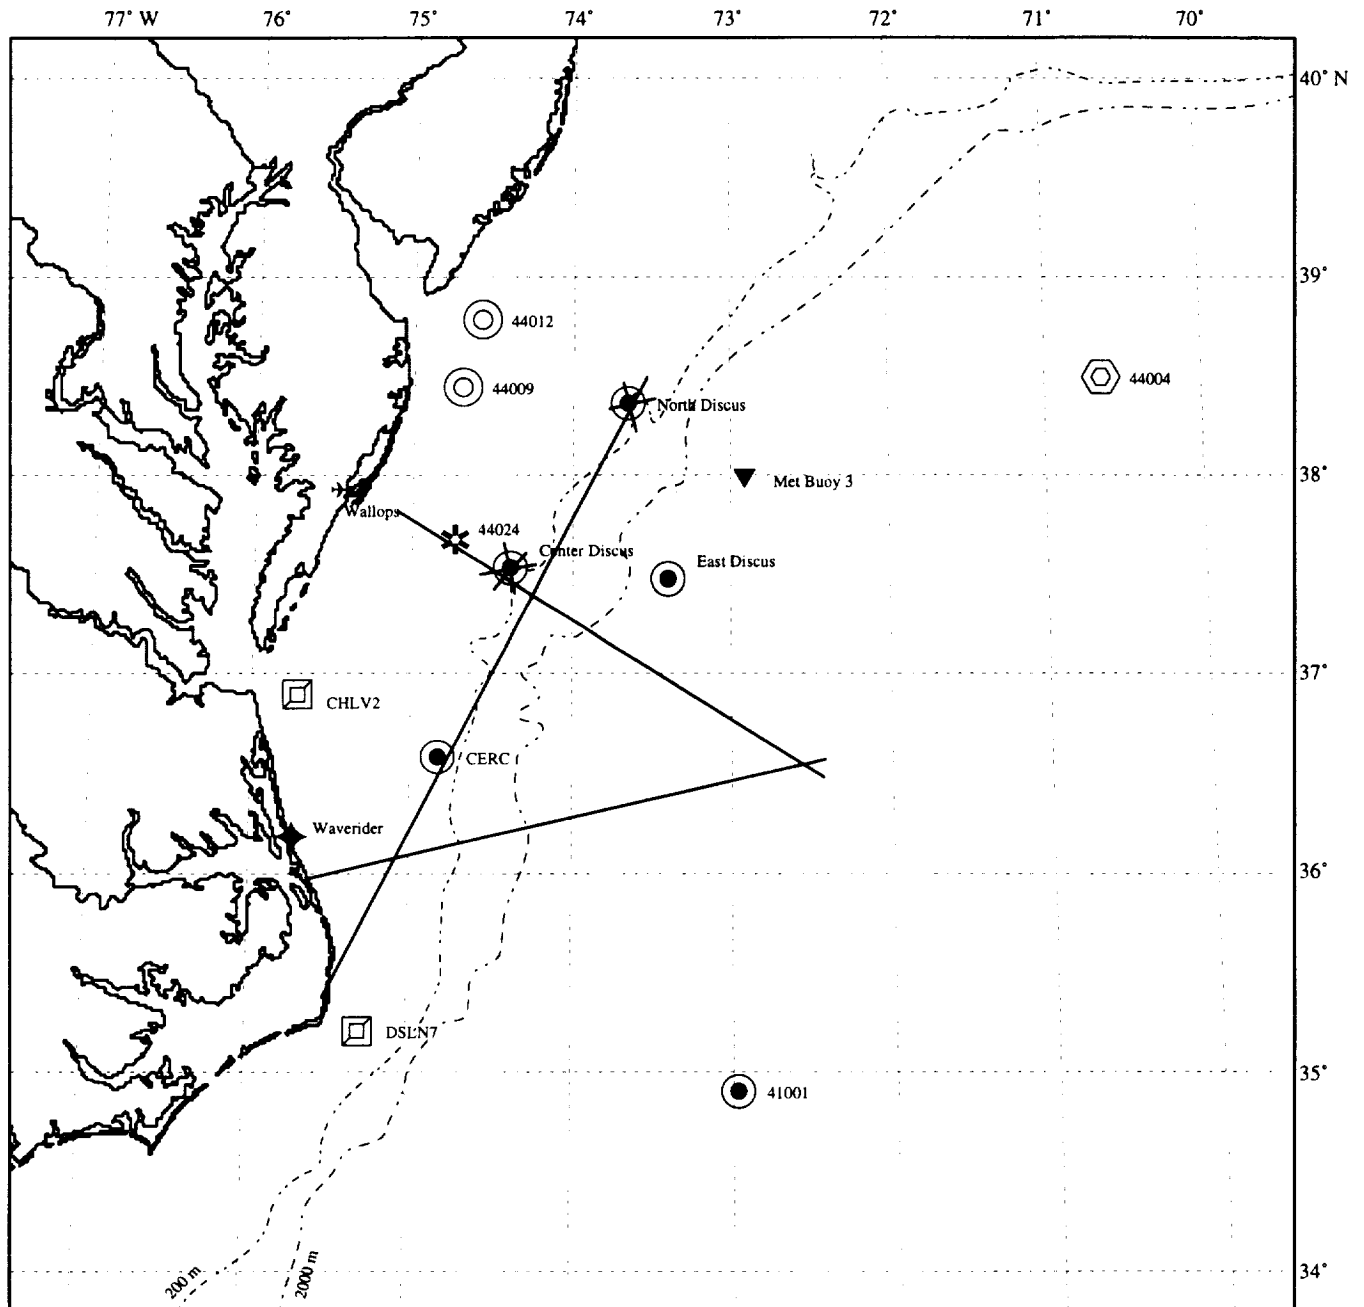 77° W 76° 75° 74° 73° 72° 71° 70°
40° N
39°
44012
44009
44004
North Discus
38°
Met Buoy 3
Wallops
44024
Center Discus
East Discus
37°
CHLV2
CERC
Waverider
36°
DSLN7
35°
41001
200 m
2000 m
34°